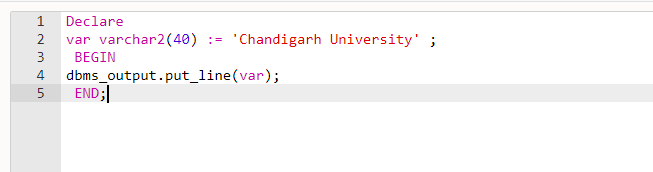 1 Declare
2 var varchar2(40) := 'Chandigarh University' ;
3 BEGIN
4 dbms_output.put_line(var);
5 END;